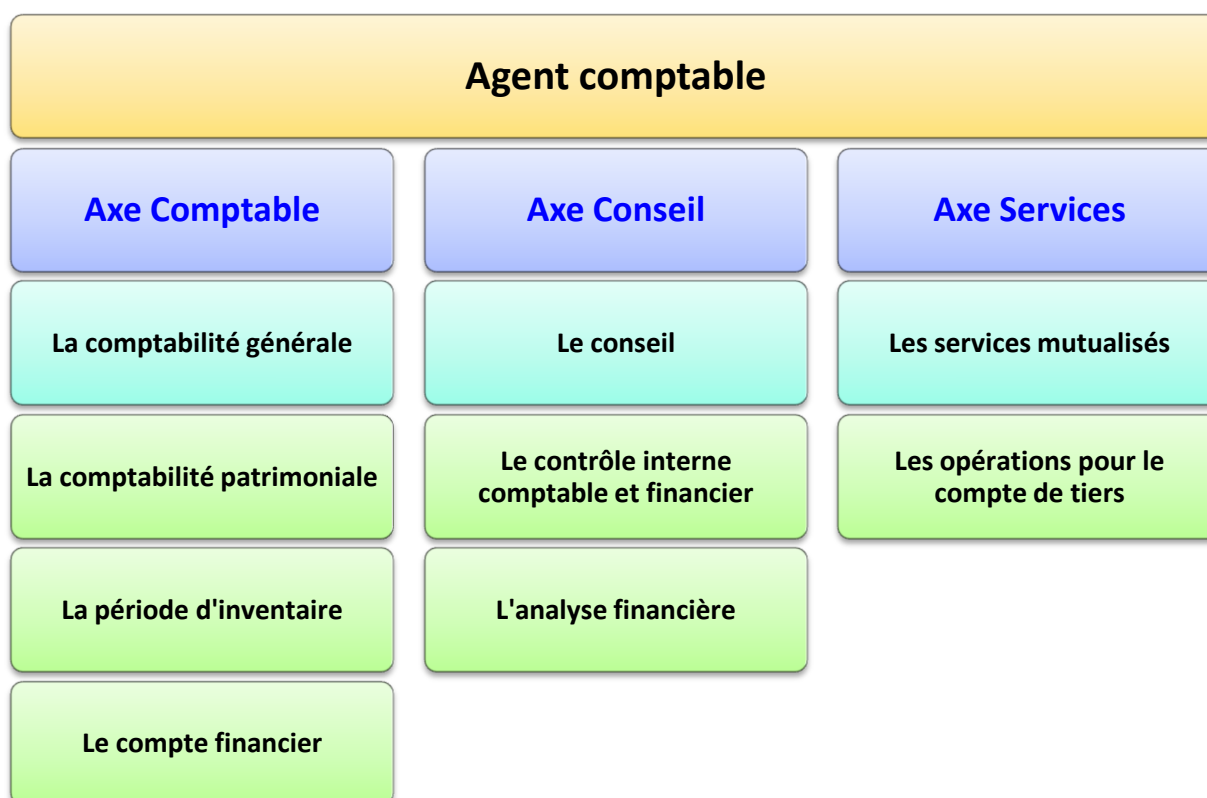 Agent comptable
Axe Comptable
Axe Conseil
Axe Services
La comptabilité générale
Le conseil
Les services mutualisés
La comptabilité patrimoniale
Le contrôle interne
comptable et financier
Les opérations pour le
compte de tiers
La période d'inventaire
L'analyse financière
Le compte financier